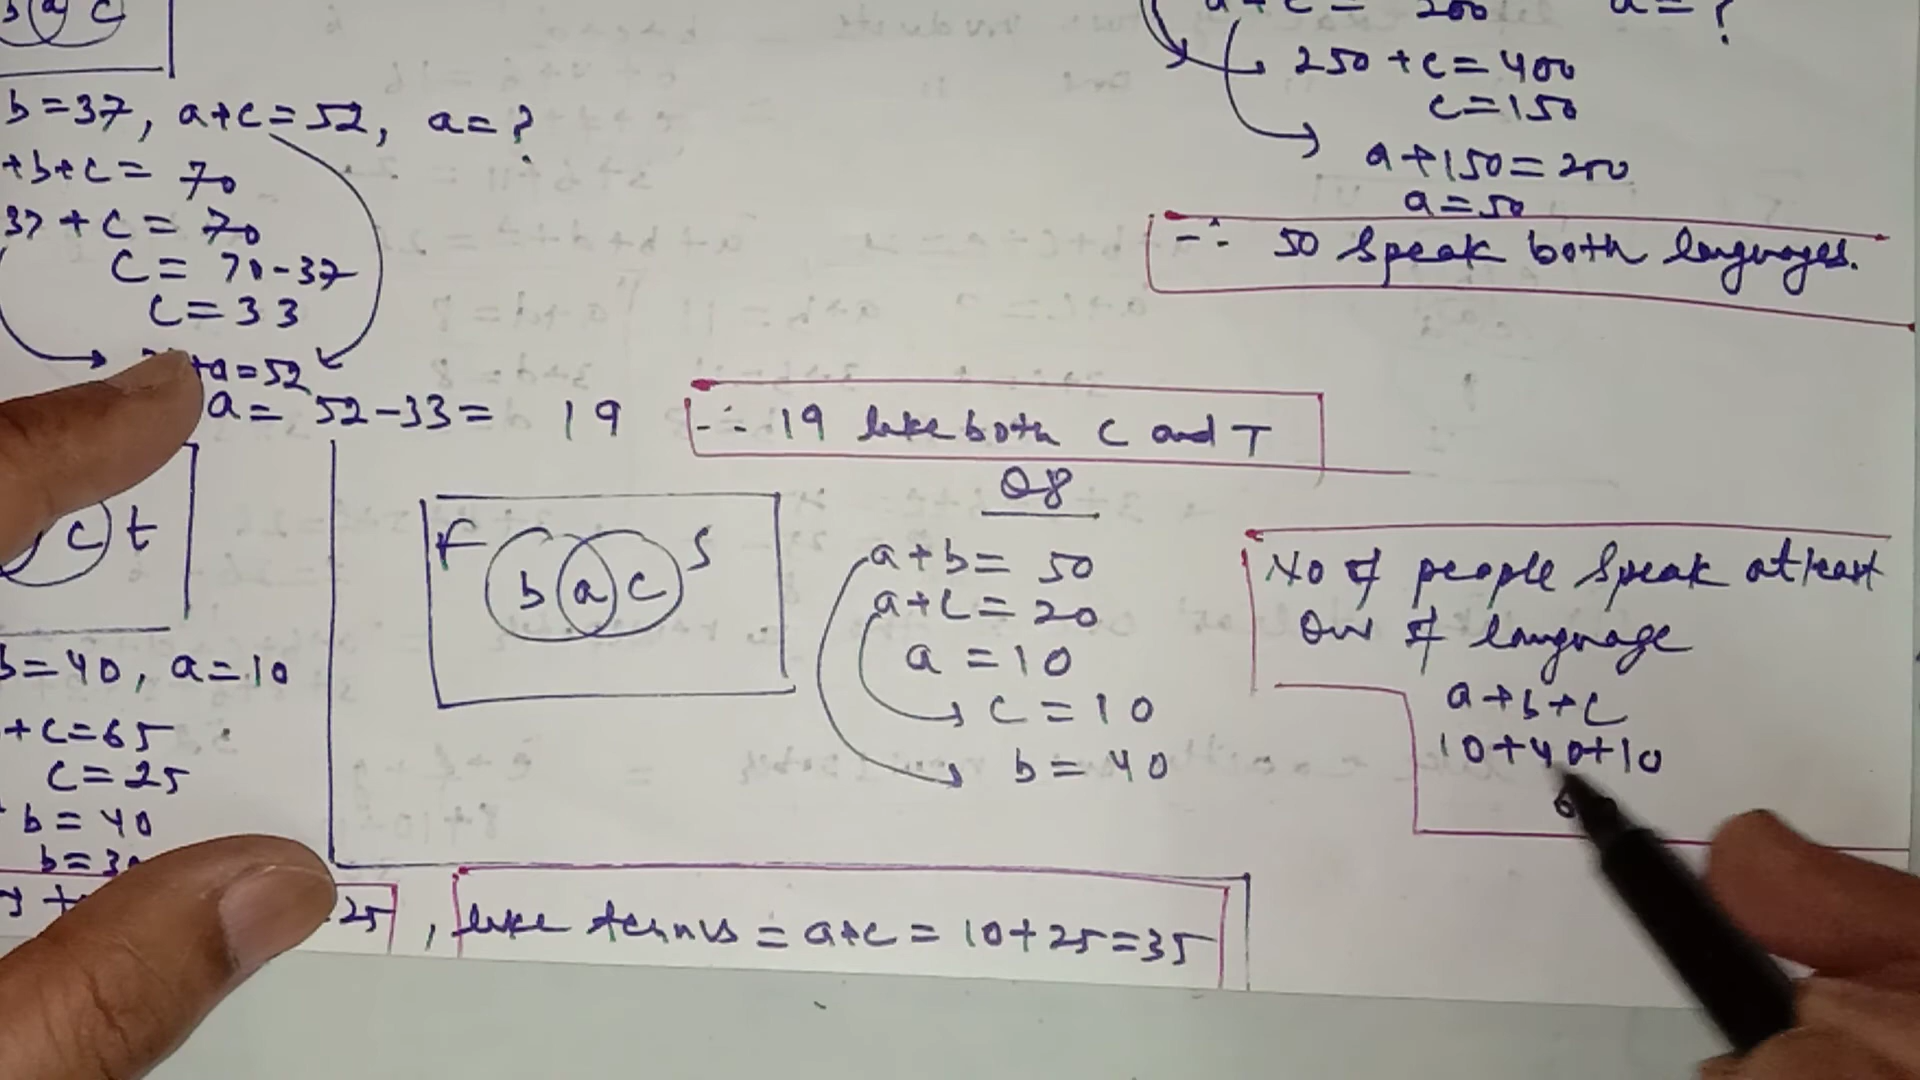 a+c = 200 a = ?
250 + c = 400
c = 150
a + 150 = 200
a = 50
∴ 50 speak both languages.
b a c
b = 37, a+c = 52, a = ?
+b+c = 70
37 + c = 70
c = 70-37
c = 33
+a = 52
a = 52-33 = 19
∴ 19 like both C and T
c t
b = 40, a = 10
+c = 65
c = 25
b = 40
25
, like tennis = a+c = 10+25 = 35
Q8
F b a c S
a+b = 50
a+c = 20
a = 10
c = 10
b = 40
No of people speak atleast
One of language
a+b+c
10+40+10